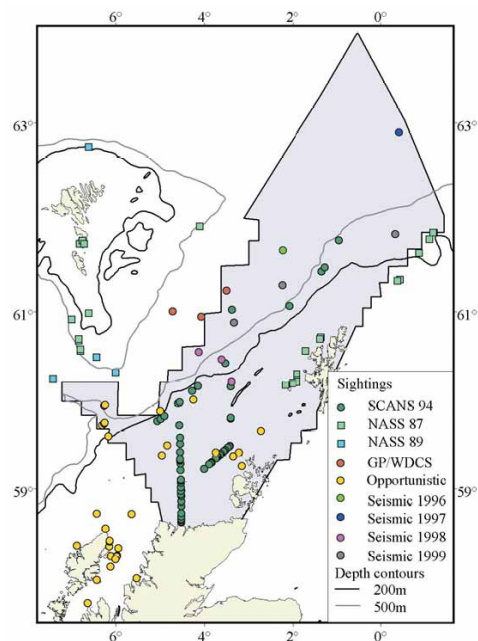 6° 4° 2° 0°
63°
61°
59°
Sightings
SCANS 94
NASS 87
NASS 89
GP/WDCS
Opportunistic
Seismic 1996
Seismic 1997
Seismic 1998
Seismic 1999
Depth contours
200m
500m
63°
61°
59°
6° 4° 2° 0°